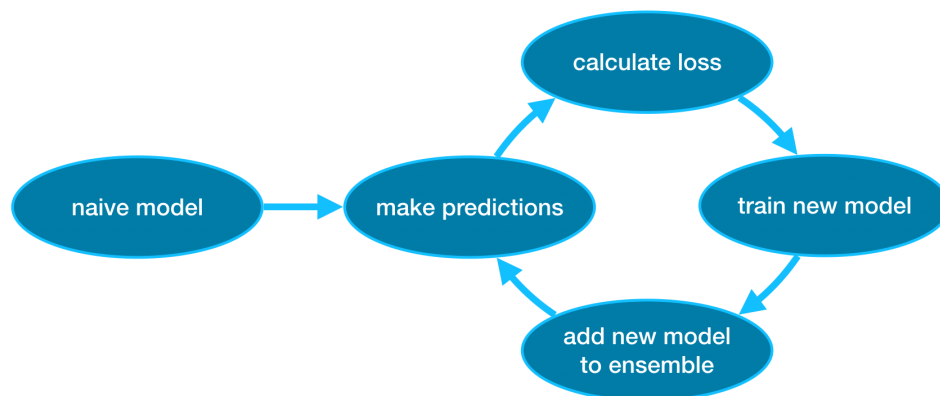 calculate loss
naive model
make predictions
train new model
add new model
to ensemble